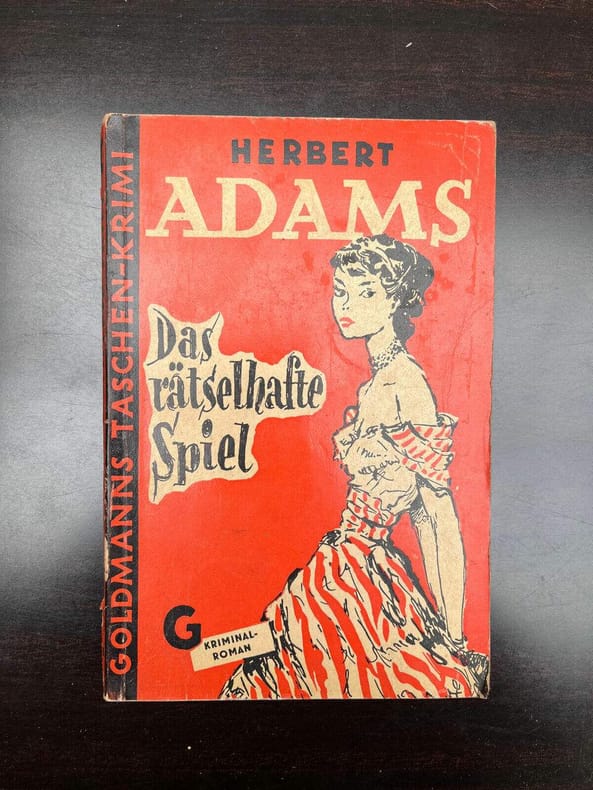 HERBERT
ADAMS
Das
rätselhafte
Spiel
G
KRIMINAL-
ROMAN
GOLDMANNS TASCHEN-KRIMI